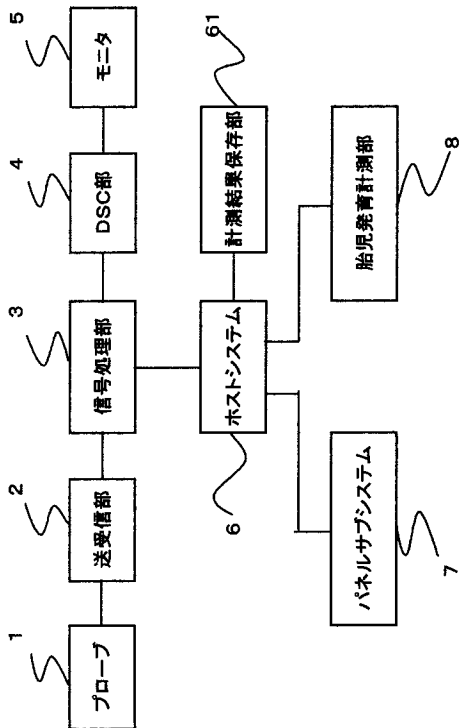 1
プローブ
2
送受信部
3
信号処理部
4
DSC部
5
モニタ
6
ホストシステム
61
計測結果保存部
7
パネルサブシステム
8
胎児発育計測部